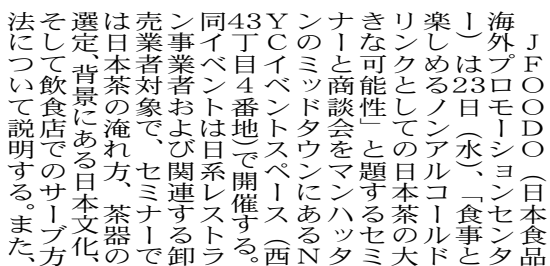 ＪＦＯＯＤＯ（日本食品
海外プロモーションセンタ
ー）は23日（水）、「食事と
楽しめるノンアルコールド
リンクとしての日本茶の大
きな可能性」と題するセミ
ナーと商談会をマンハッタ
ンのミッドタウンにあるＮ
ＹＣイベントスペース（西
43丁目４番地）で開催する。
同イベントは日系レストラ
ン事業者および関連する卸
売業者対象で、セミナーで
は日本茶の淹れ方、茶器の
選定、背景にある日本文化、
そして飲食店でのサーブ方
法について説明する。また、